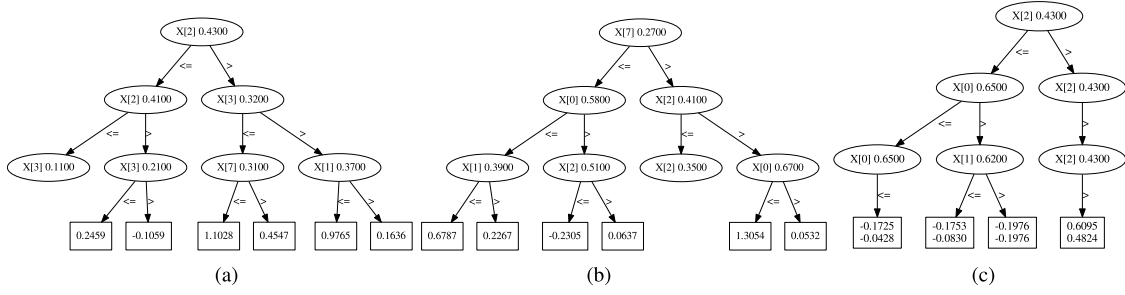 X[2] 0.4300
<= >
X[2] 0.4100 X[3] 0.3200
<= > <= >
X[3] 0.1100 X[3] 0.2100 X[7] 0.3100 X[1] 0.3700
<= > <= > <= >
0.2459 -0.1059 1.1028 0.4547 0.9765 0.1636
(a)
X[7] 0.2700
<= >
X[0] 0.5800 X[2] 0.4100
<= > <= >
X[1] 0.3900 X[2] 0.5100 X[2] 0.3500 X[0] 0.6700
<= > <= > <= >
0.6787 0.2267 -0.2305 0.0637 1.3054 0.0532
(b)
X[2] 0.4300
<= >
X[0] 0.6500 X[2] 0.4300
<= > >
X[0] 0.6500 X[1] 0.6200 X[2] 0.4300
<= <= > >
-0.1725 -0.1753 -0.1976 0.6095
-0.0428 -0.0830 -0.1976 0.4824
(c)